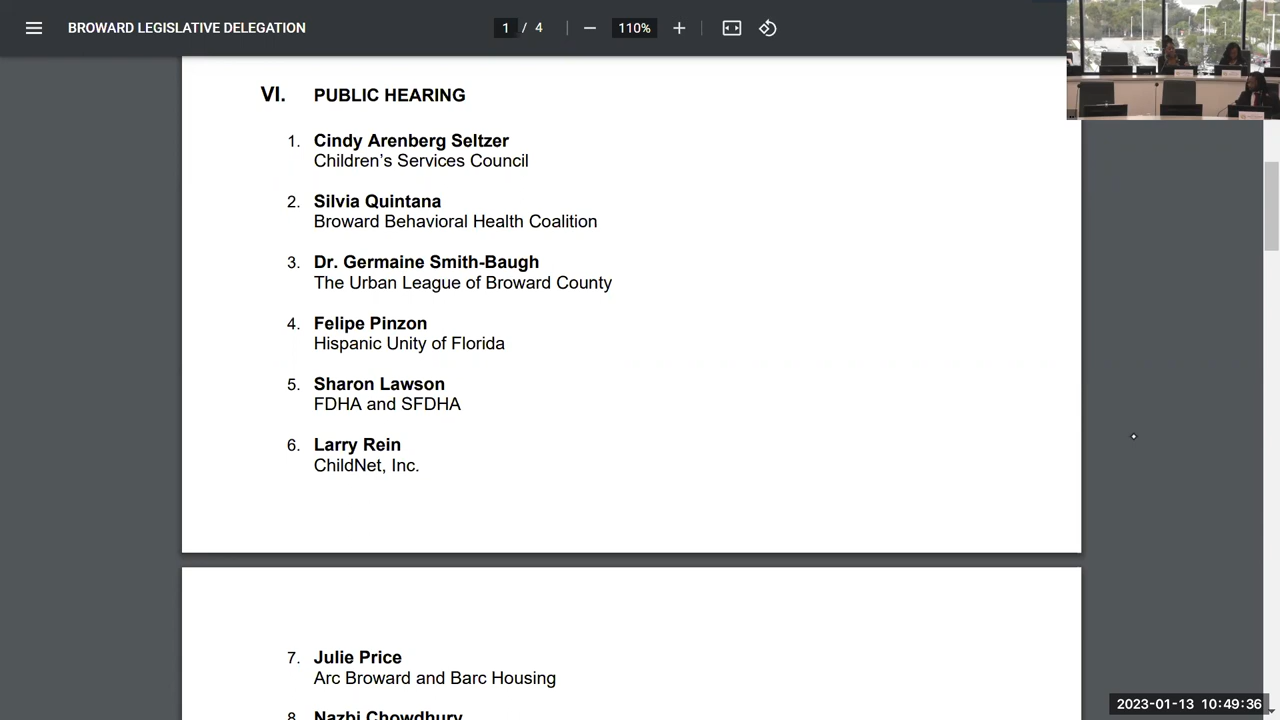 BROWARD LEGISLATIVE DELEGATION
1 / 4
110%
VI. PUBLIC HEARING
1. Cindy Arenberg Seltzer
Children’s Services Council
2. Silvia Quintana
Broward Behavioral Health Coalition
3. Dr. Germaine Smith-Baugh
The Urban League of Broward County
4. Felipe Pinzon
Hispanic Unity of Florida
5. Sharon Lawson
FDHA and SFDHA
6. Larry Rein
ChildNet, Inc.
7. Julie Price
Arc Broward and Barc Housing
8. Nazbi Chowdhury
2023-01-13 10:49:36